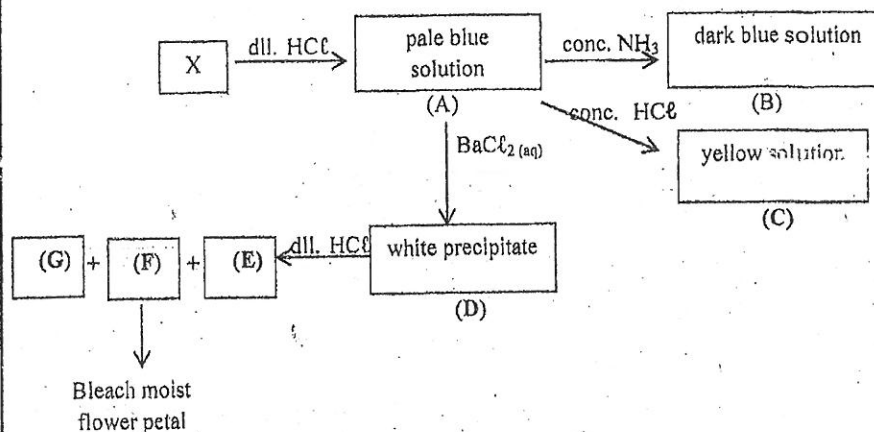 X
dil. HCℓ
pale blue
solution
(A)
conc. NH₃
dark blue solution
(B)
conc. HCℓ
yellow solution
(C)
BaCℓ₂ (aq)
white precipitate
(D)
dil. HCℓ
(G) + (F) + (E)
Bleach moist
flower petal